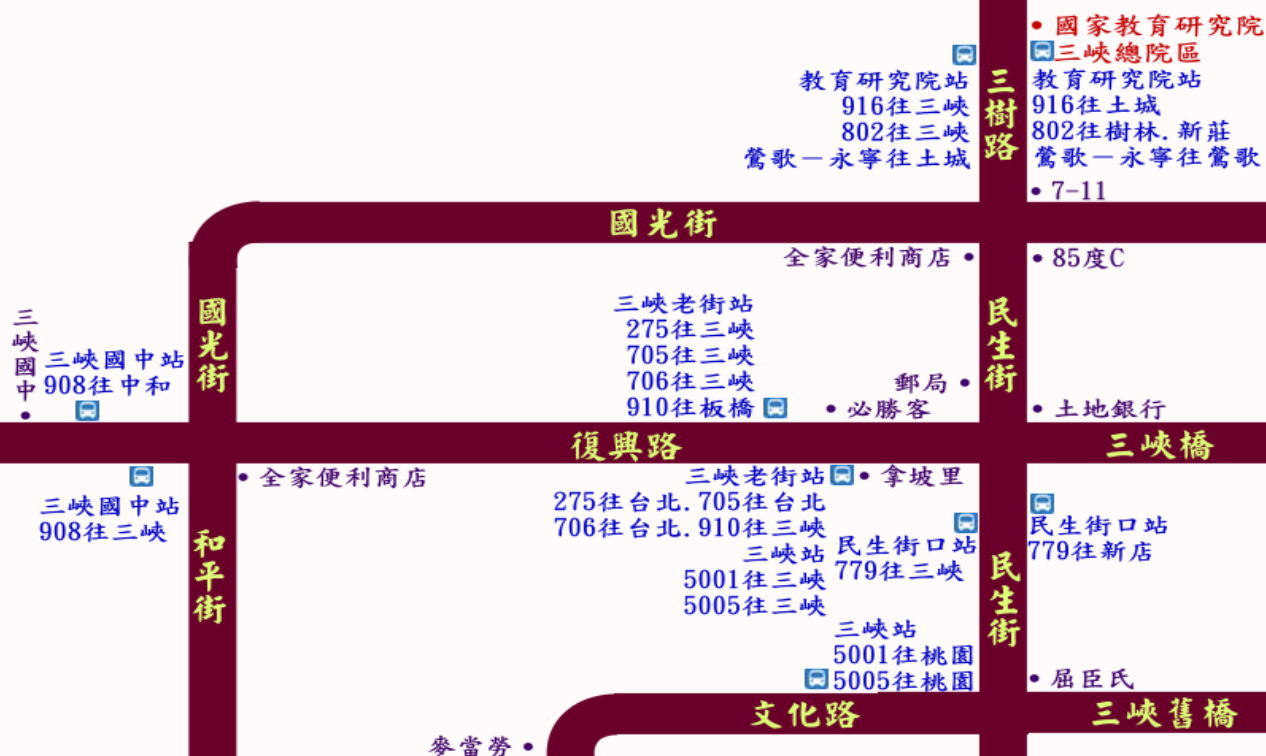 • 國家教育研究院
三峽總院區
教育研究院站
916往三峽
802往三峽
鶯歌－永寧往土城
三樹路
教育研究院站
916往土城
802往樹林.新莊
鶯歌－永寧往鶯歌
• 7-11
國光街
全家便利商店 •
• 85度C
三峽國中 •
三峽國中站
908往中和
國光街
三峽老街站
275往三峽
705往三峽
706往三峽
910往板橋
民生街
郵局 •
• 必勝客
• 土地銀行
復興路
三峽橋
三峽國中站
908往三峽
• 全家便利商店
和平街
三峽老街站
• 拿坡里
275往台北.705往台北
706往台北.910往三峽
三峽站
5001往三峽
5005往三峽
民生街口站
779往三峽
民生街
民生街口站
779往新店
三峽站
5001往桃園
5005往桃園
• 屈臣氏
文化路
三峽舊橋
麥當勞 •